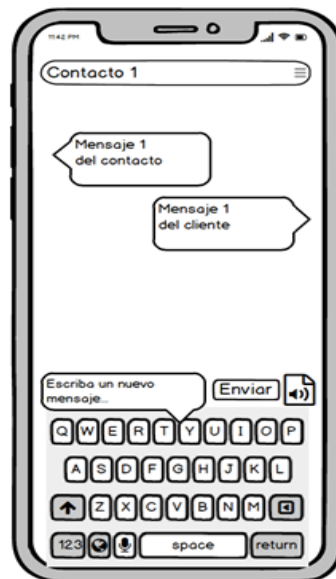 11:42 PM
Contacto 1
Mensaje 1
del contacto
Mensaje 1
del cliente
Escriba un nuevo
mensaje...
Enviar
Q W E R T Y U I O P
A S D F G H J K L
Z X C V B N M
123 space return